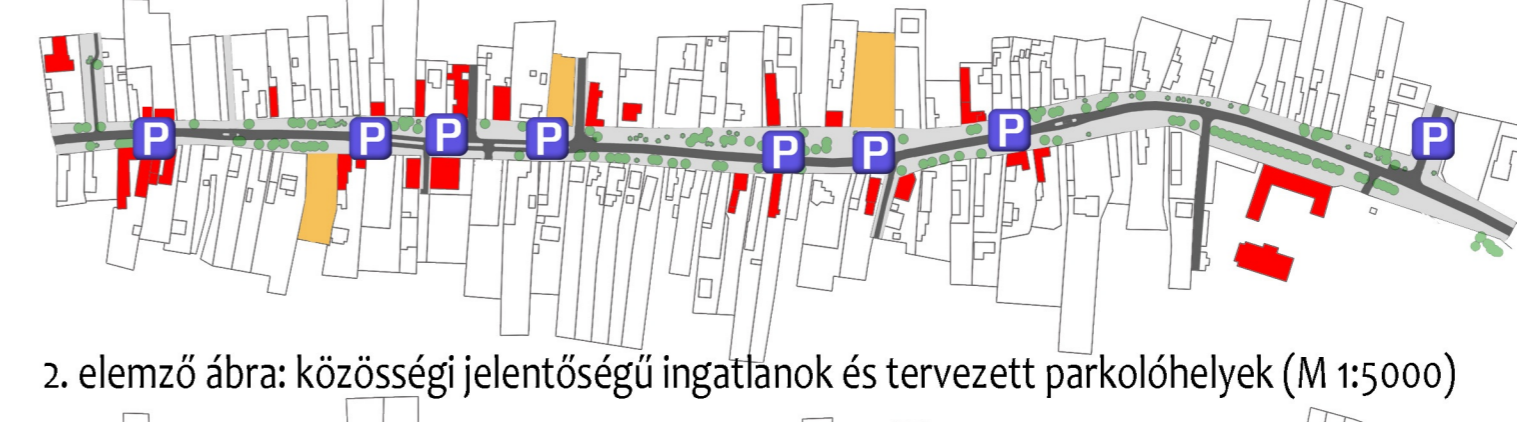 P P P P P P P P
2. elemző ábra: közösségi jelentőségű ingatlanok és tervezett parkolóhelyek (M 1:5000)